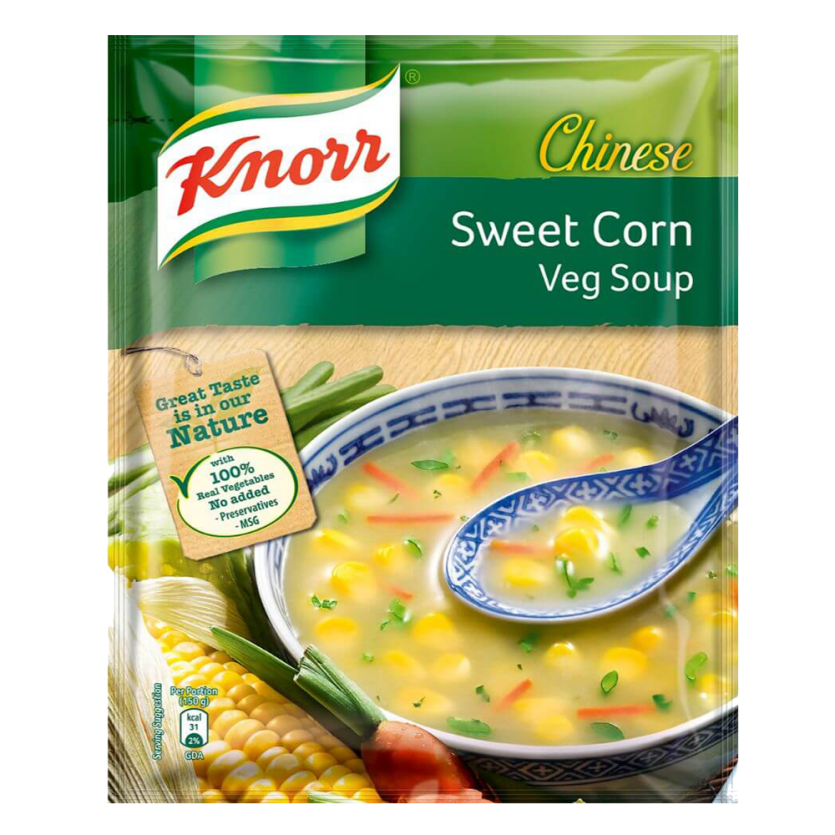 Knorr
®
Chinese
Sweet Corn
Veg Soup
Great Taste
is in our
Nature
with
100%
Real Vegetables
No added
- Preservatives
- MSG
Serving Suggestion
Per Portion
(150 g)
kcal
31
2%
GDA